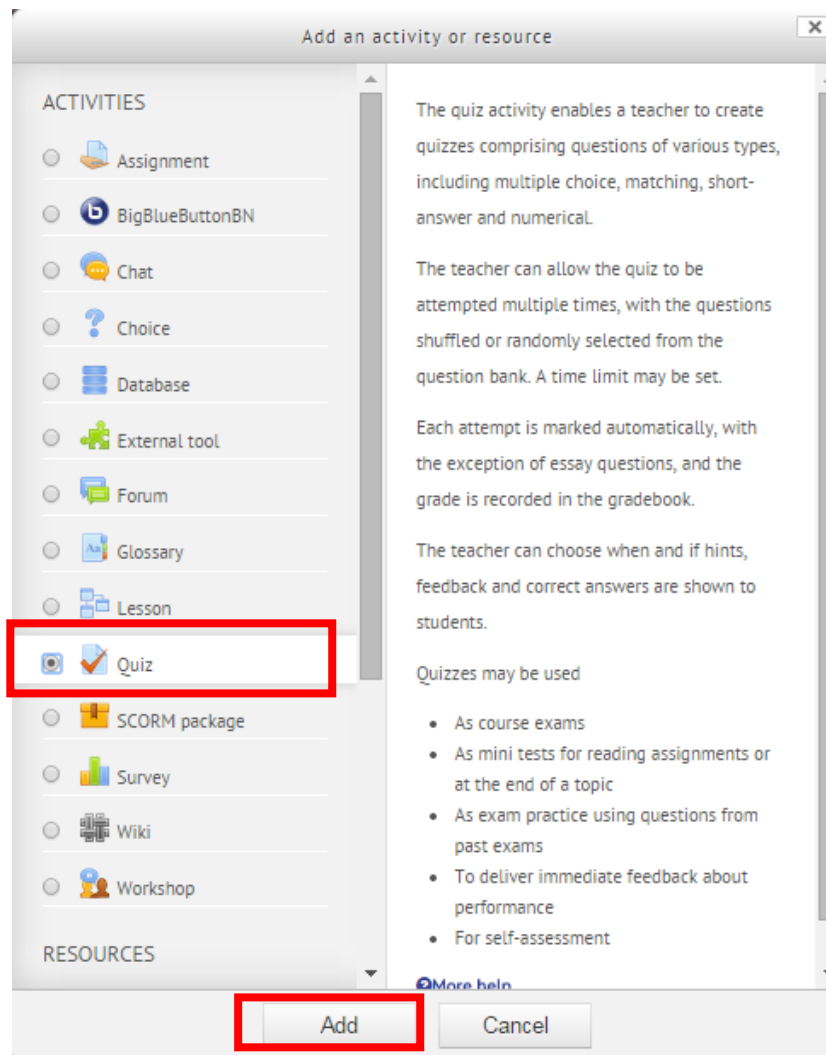 Add an activity or resource
ACTIVITIES
Assignment
BigBlueButtonBN
Chat
Choice
Database
External tool
Forum
Glossary
Lesson
Quiz
SCORM package
Survey
Wiki
Workshop
RESOURCES
The quiz activity enables a teacher to create
quizzes comprising questions of various types,
including multiple choice, matching, short-
answer and numerical.
The teacher can allow the quiz to be
attempted multiple times, with the questions
shuffled or randomly selected from the
question bank. A time limit may be set.
Each attempt is marked automatically, with
the exception of essay questions, and the
grade is recorded in the gradebook.
The teacher can choose when and if hints,
feedback and correct answers are shown to
students.
Quizzes may be used
• As course exams
• As mini tests for reading assignments or
at the end of a topic
• As exam practice using questions from
past exams
• To deliver immediate feedback about
performance
• For self-assessment
More help
Add
Cancel